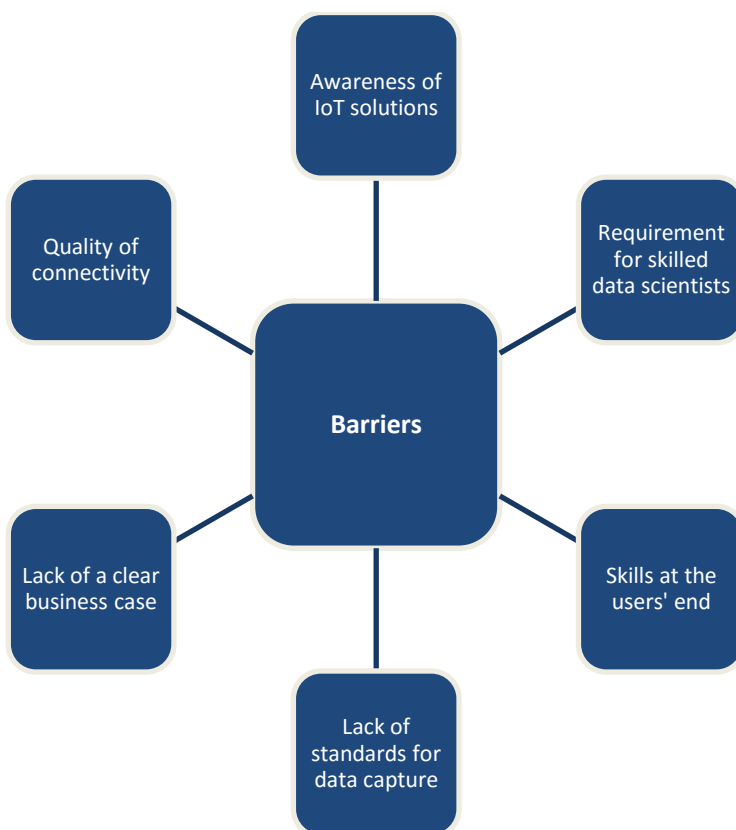 Awareness of
IoT solutions
Requirement
for skilled
data scientists
Skills at the
users' end
Lack of
standards for
data capture
Lack of a clear
business case
Quality of
connectivity
Barriers